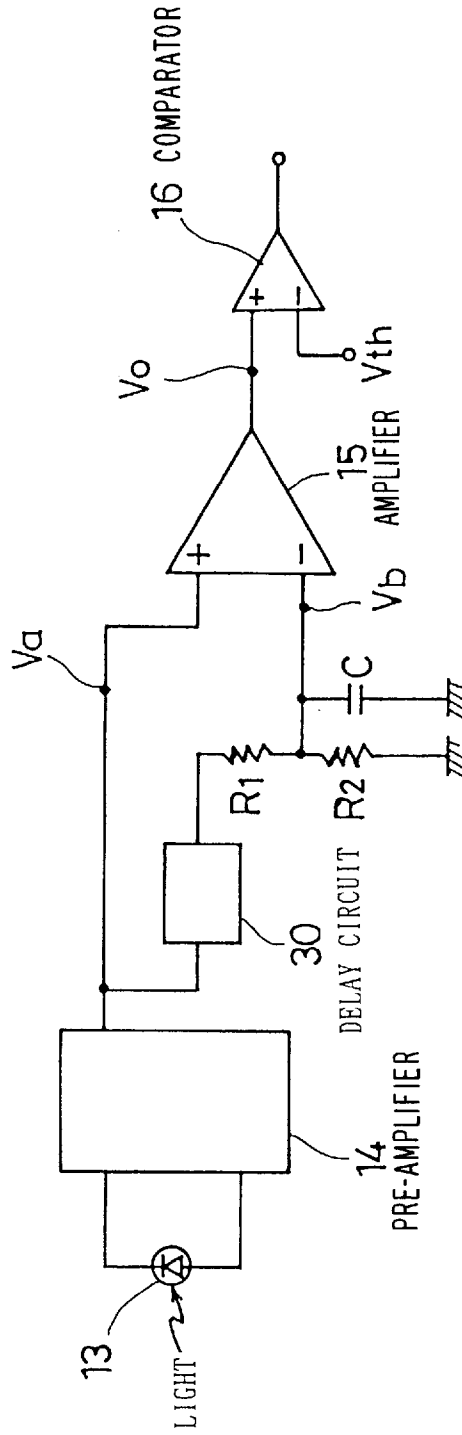 13
LIGHT
14
PRE-AMPLIFIER
30
DELAY CIRCUIT
Va
R1
R2
C
Vb
+
−
15
AMPLIFIER
Vo
16 COMPARATOR
+
−
Vth